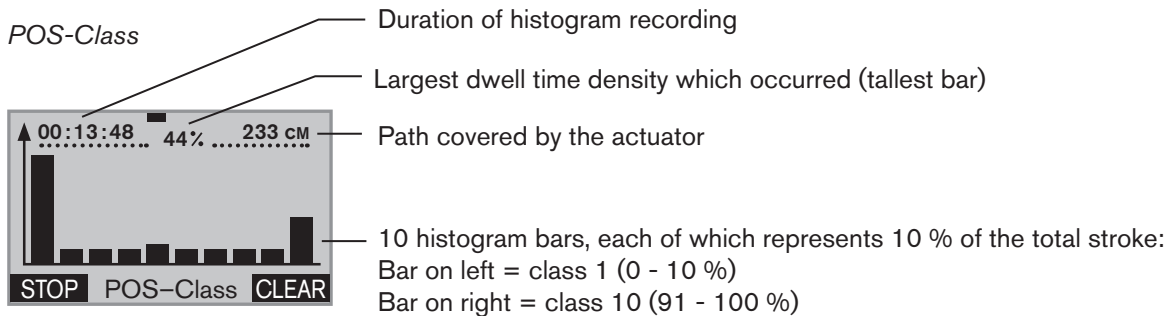 POS-Class
Duration of histogram recording
Largest dwell time density which occurred (tallest bar)
00:13:48 44% 233 CM
Path covered by the actuator
10 histogram bars, each of which represents 10 % of the total stroke:
Bar on left = class 1 (0 - 10 %)
Bar on right = class 10 (91 - 100 %)
STOP POS–Class CLEAR